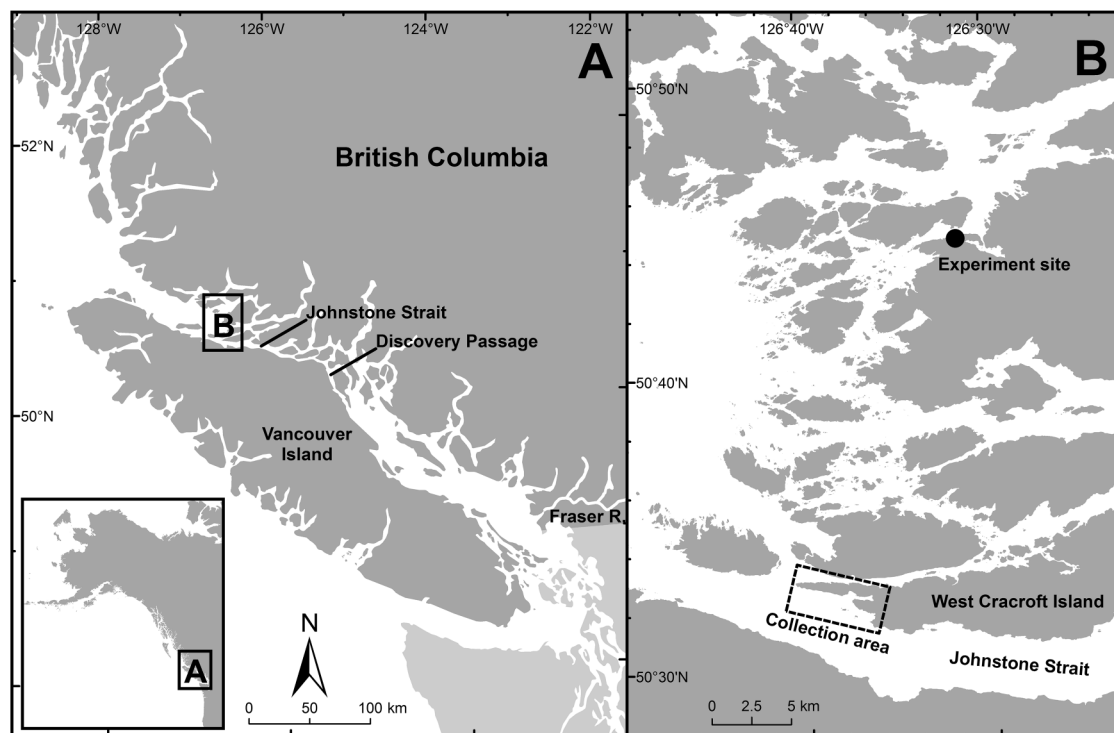 128°W
126°W
124°W
122°W
A
52°N
British Columbia
B
Johnstone Strait
Discovery Passage
50°N
Vancouver
Island
Fraser R.
A
N
0 50 100 km
126°40'W
126°30'W
B
50°50'N
Experiment site
50°40'N
West Cracroft Island
Collection area
Johnstone Strait
50°30'N
0 2.5 5 km